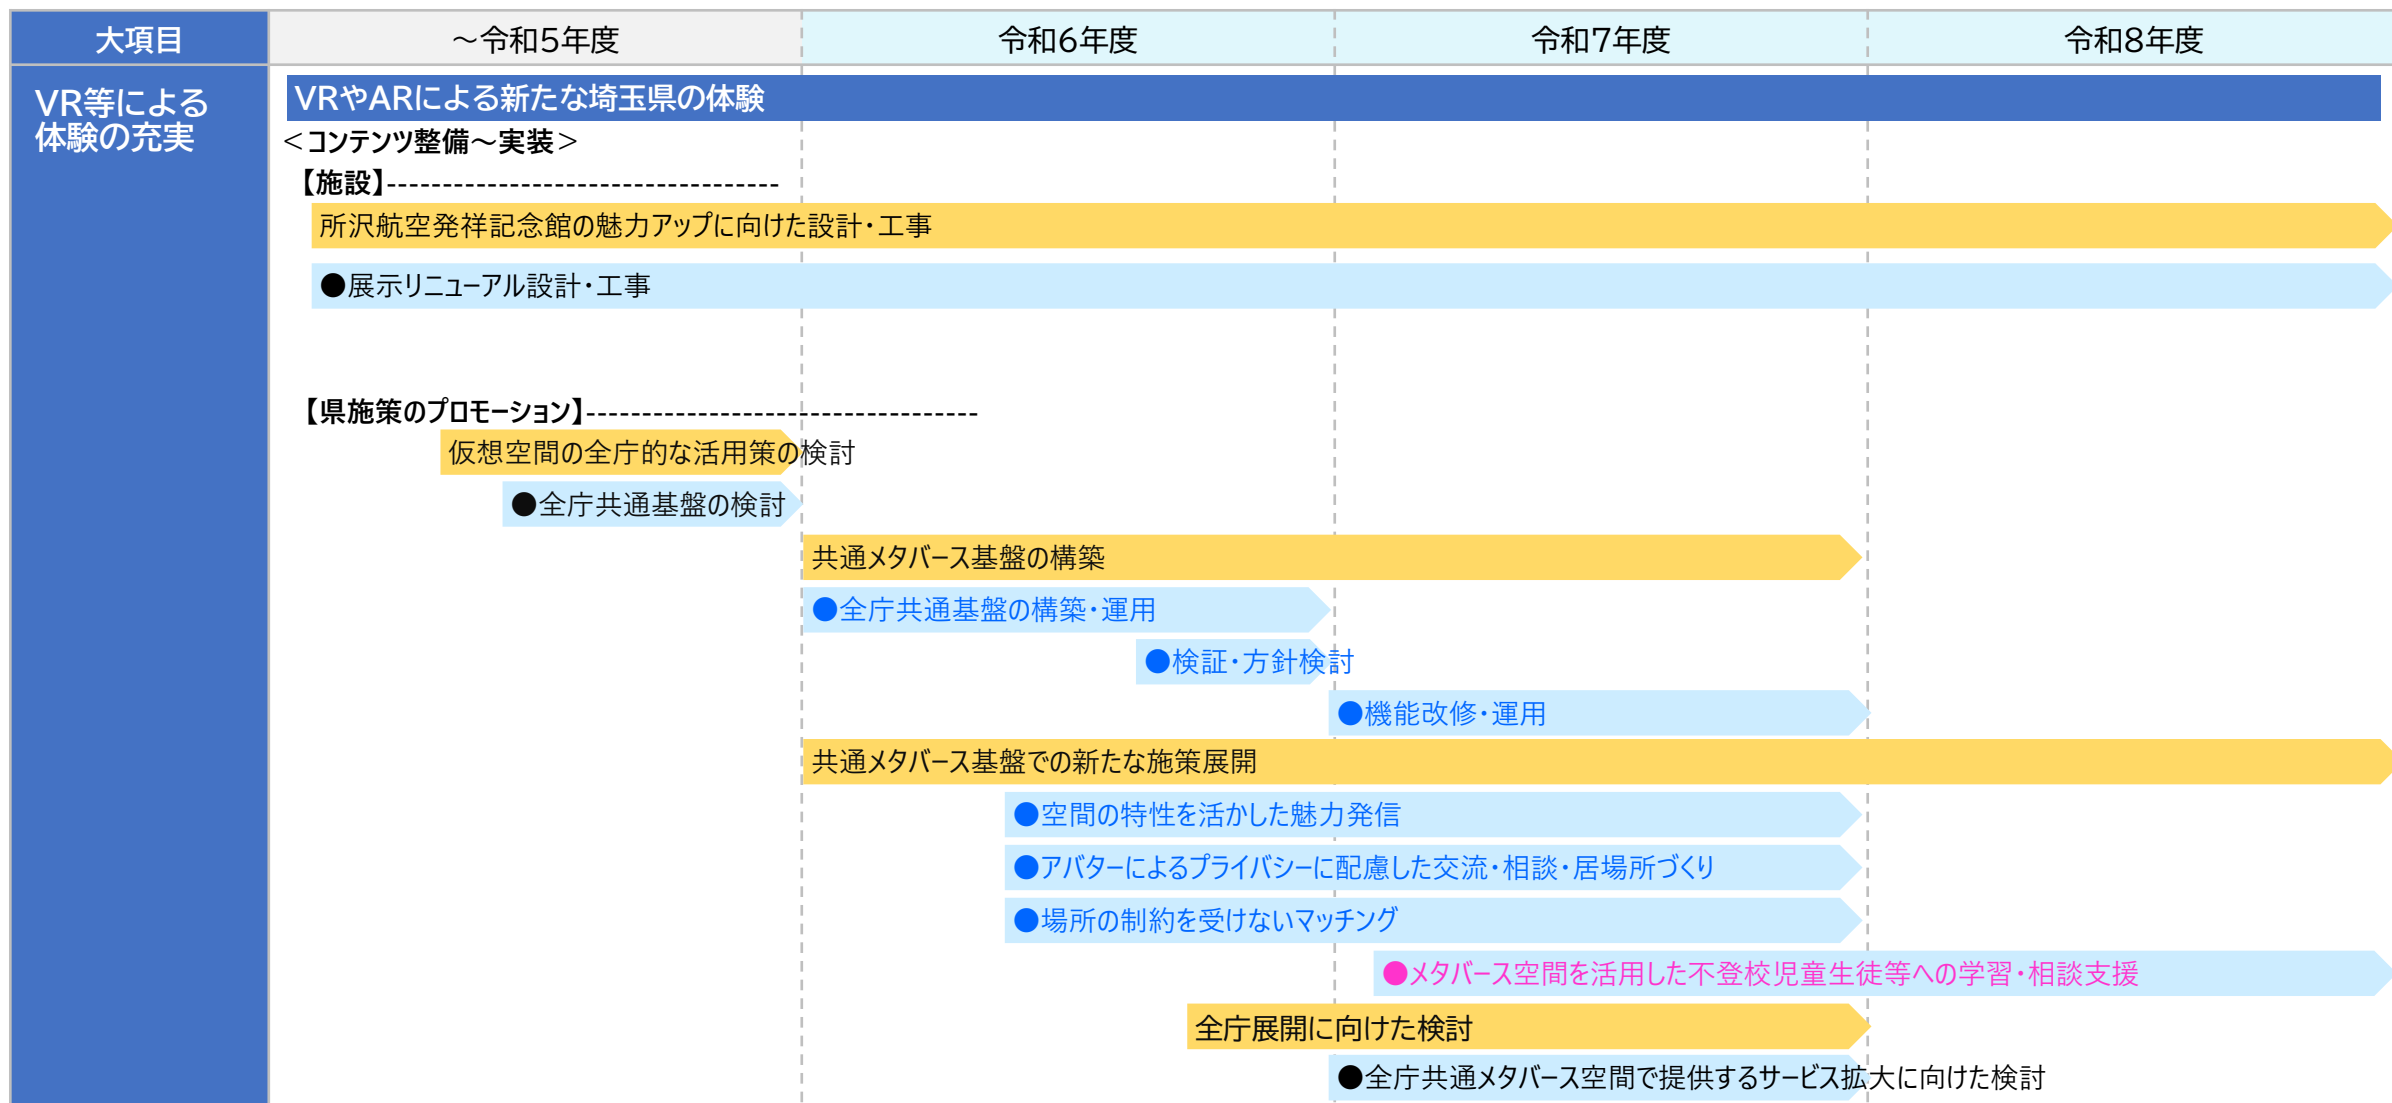 大項目
～令和5年度
令和6年度
令和7年度
令和8年度
VR等による
体験の充実
VRやARによる新たな埼玉県の体験
＜コンテンツ整備～実装＞
【施設】-----------------------------------
所沢航空発祥記念館の魅力アップに向けた設計・工事
●展示リニューアル設計・工事
【県施策のプロモーション】-----------------------------------
仮想空間の全庁的な活用策の検討
●全庁共通基盤の検討
共通メタバース基盤の構築
●全庁共通基盤の構築・運用
●検証・方針検討
●機能改修・運用
共通メタバース基盤での新たな施策展開
●空間の特性を活かした魅力発信
●アバターによるプライバシーに配慮した交流・相談・居場所づくり
●場所の制約を受けないマッチング
●メタバース空間を活用した不登校児童生徒等への学習・相談支援
全庁展開に向けた検討
●全庁共通メタバース空間で提供するサービス拡大に向けた検討